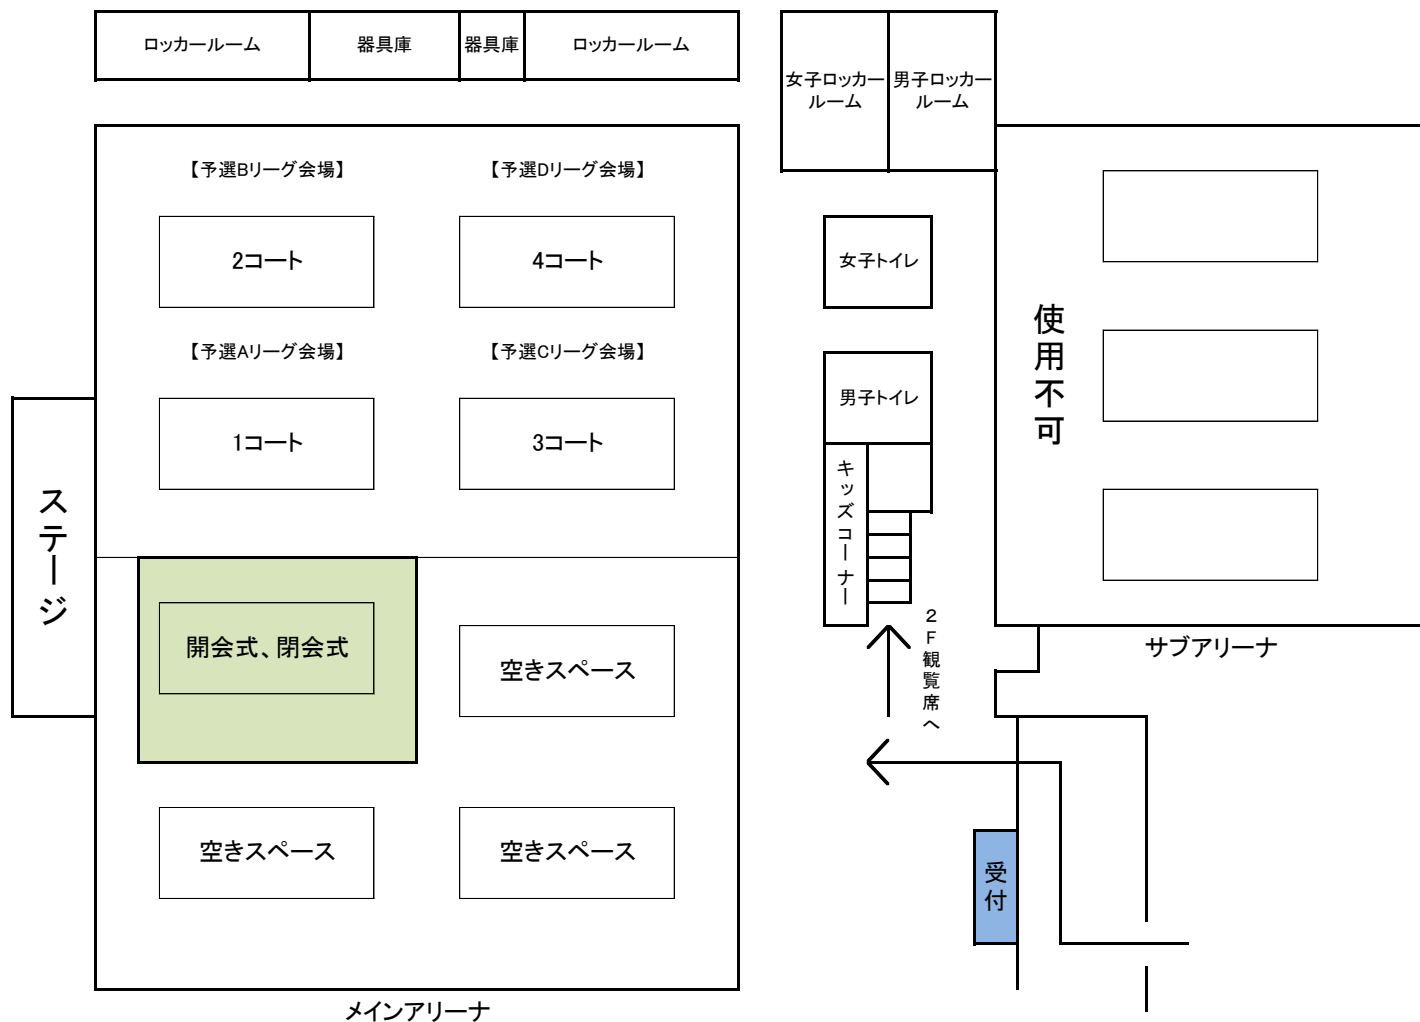 ロッカールーム
器具庫
器具庫
ロッカールーム
女子ロッカー
ルーム
男子ロッカー
ルーム
【予選Bリーグ会場】
【予選Dリーグ会場】
2コート
4コート
女子トイレ
【予選Aリーグ会場】
【予選Cリーグ会場】
使用不可
男子トイレ
1コート
3コート
キッズコーナー
ステージ
開会式、閉会式
空きスペース
2F観覧席へ
サブアリーナ
空きスペース
空きスペース
受付
メインアリーナ